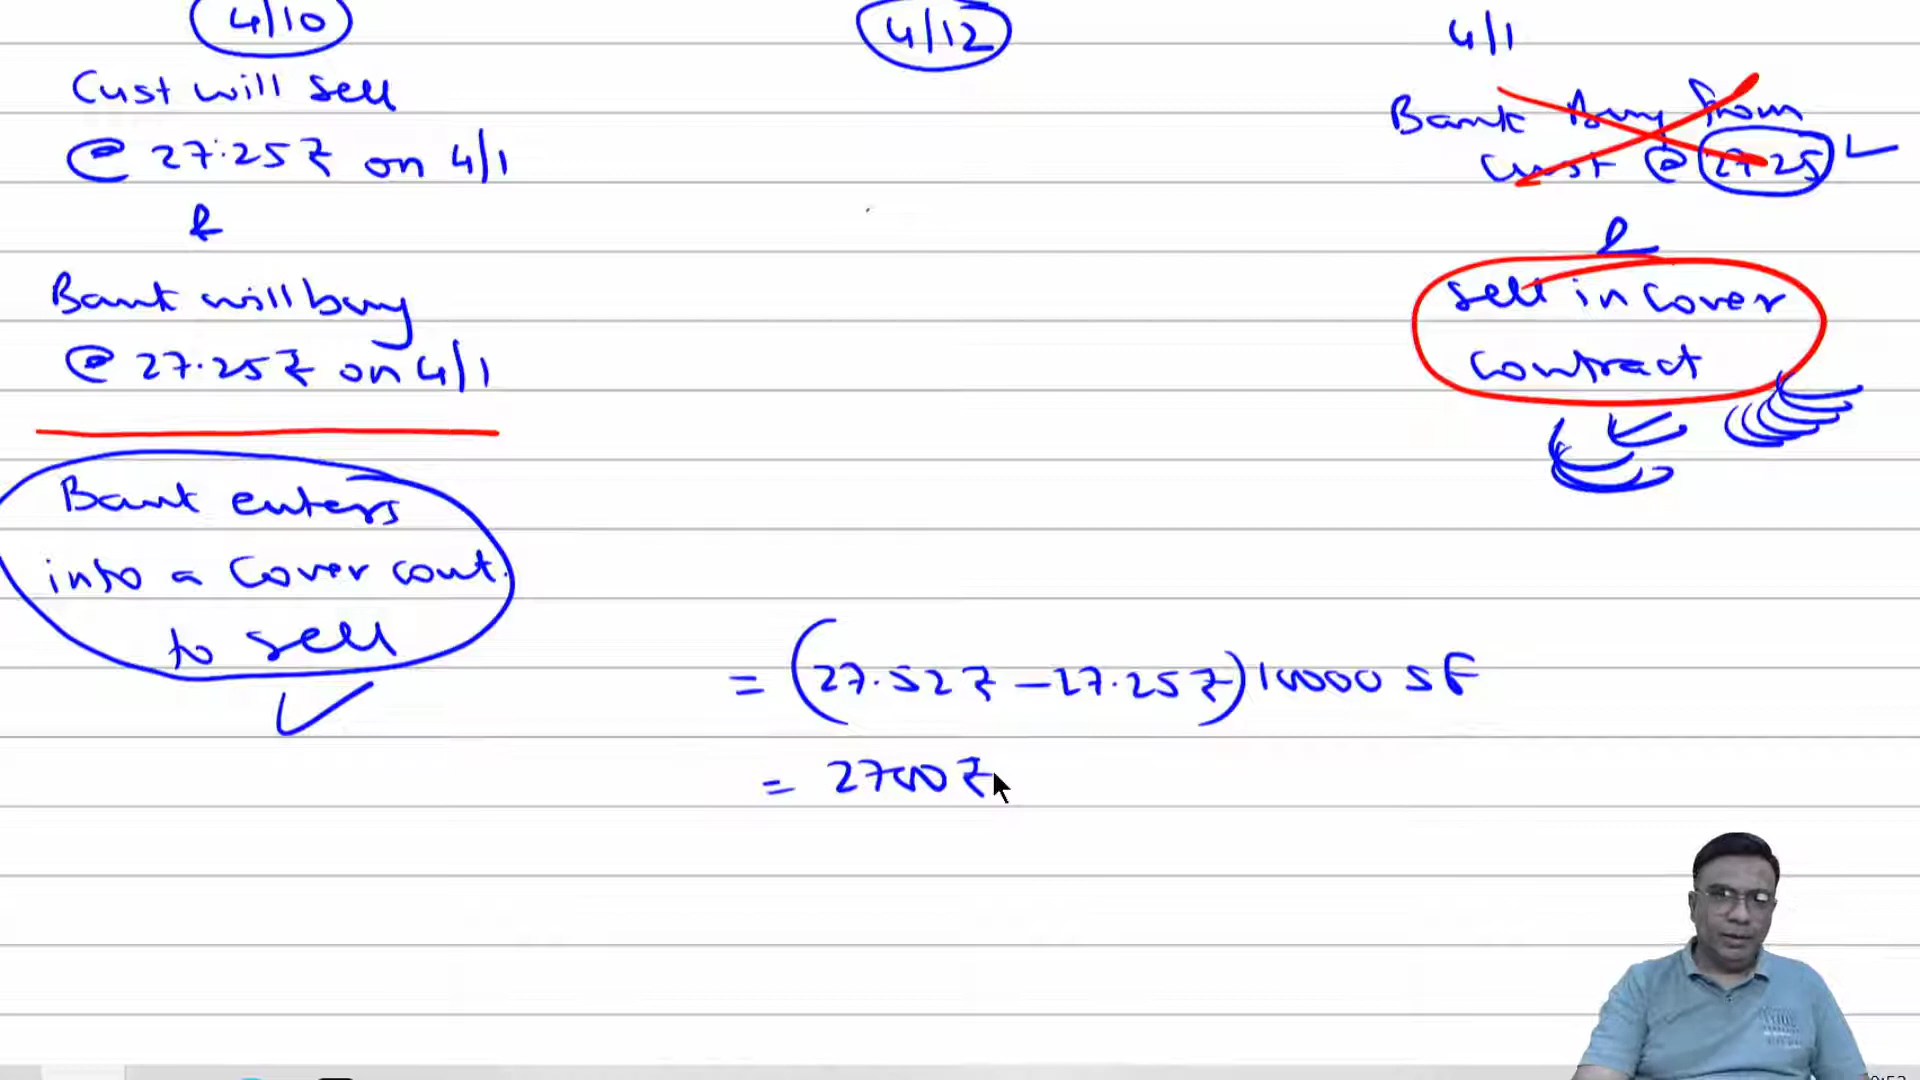 4/10
Cust will sell
@ 27.25₹ on 4/1
&
Bank will buy
@ 27.25₹ on 4/1
Bank enters
into a Cover cont.
to sell
4/12
4/1
Bank buy from
Cust @ 27.25
&
sell in cover
contract
= (27.52₹ - 27.25₹) 10000 SF
= 2700₹